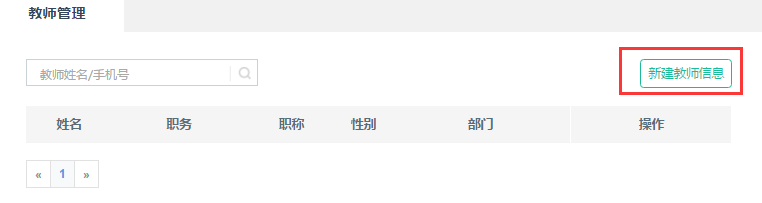 教师管理
教师姓名/手机号
新建教师信息
姓名 职务 职称 性别 部门 操作
« 1 »